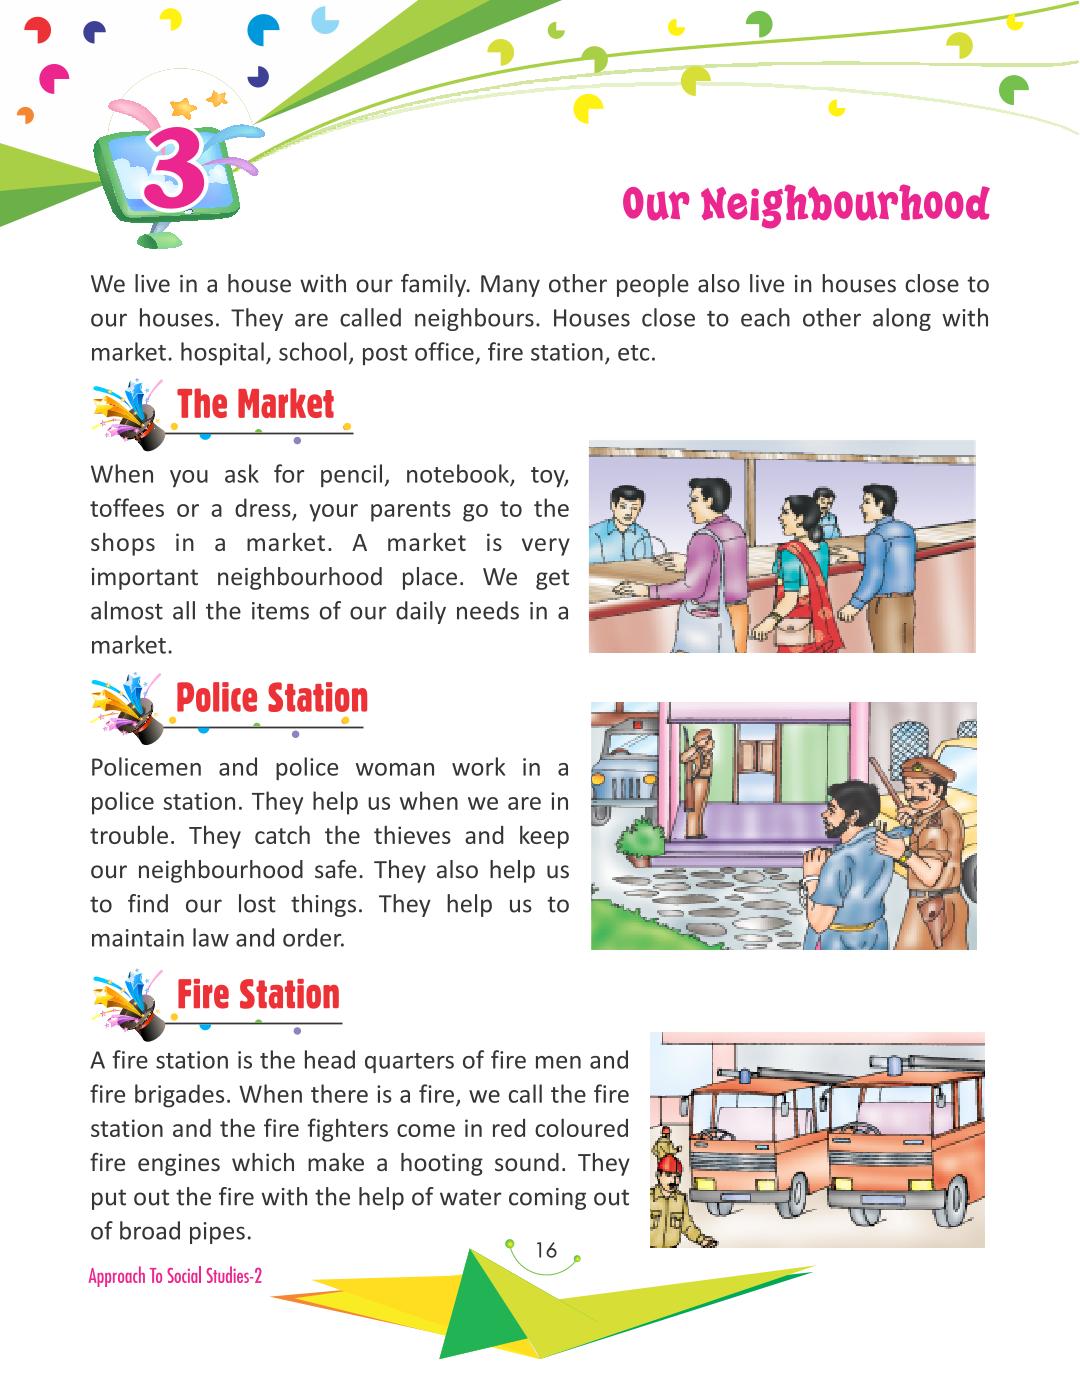 3
Our Neighbourhood
We live in a house with our family. Many other people also live in houses close to
our houses. They are called neighbours. Houses close to each other along with
market. hospital, school, post office, fire station, etc.
The Market
When you ask for pencil, notebook, toy,
toffees or a dress, your parents go to the
shops in a market. A market is very
important neighbourhood place. We get
almost all the items of our daily needs in a
market.
Police Station
Policemen and police woman work in a
police station. They help us when we are in
trouble. They catch the thieves and keep
our neighbourhood safe. They also help us
to find our lost things. They help us to
maintain law and order.
Fire Station
A fire station is the head quarters of fire men and
fire brigades. When there is a fire, we call the fire
station and the fire fighters come in red coloured
fire engines which make a hooting sound. They
put out the fire with the help of water coming out
of broad pipes.
16
Approach To Social Studies-2